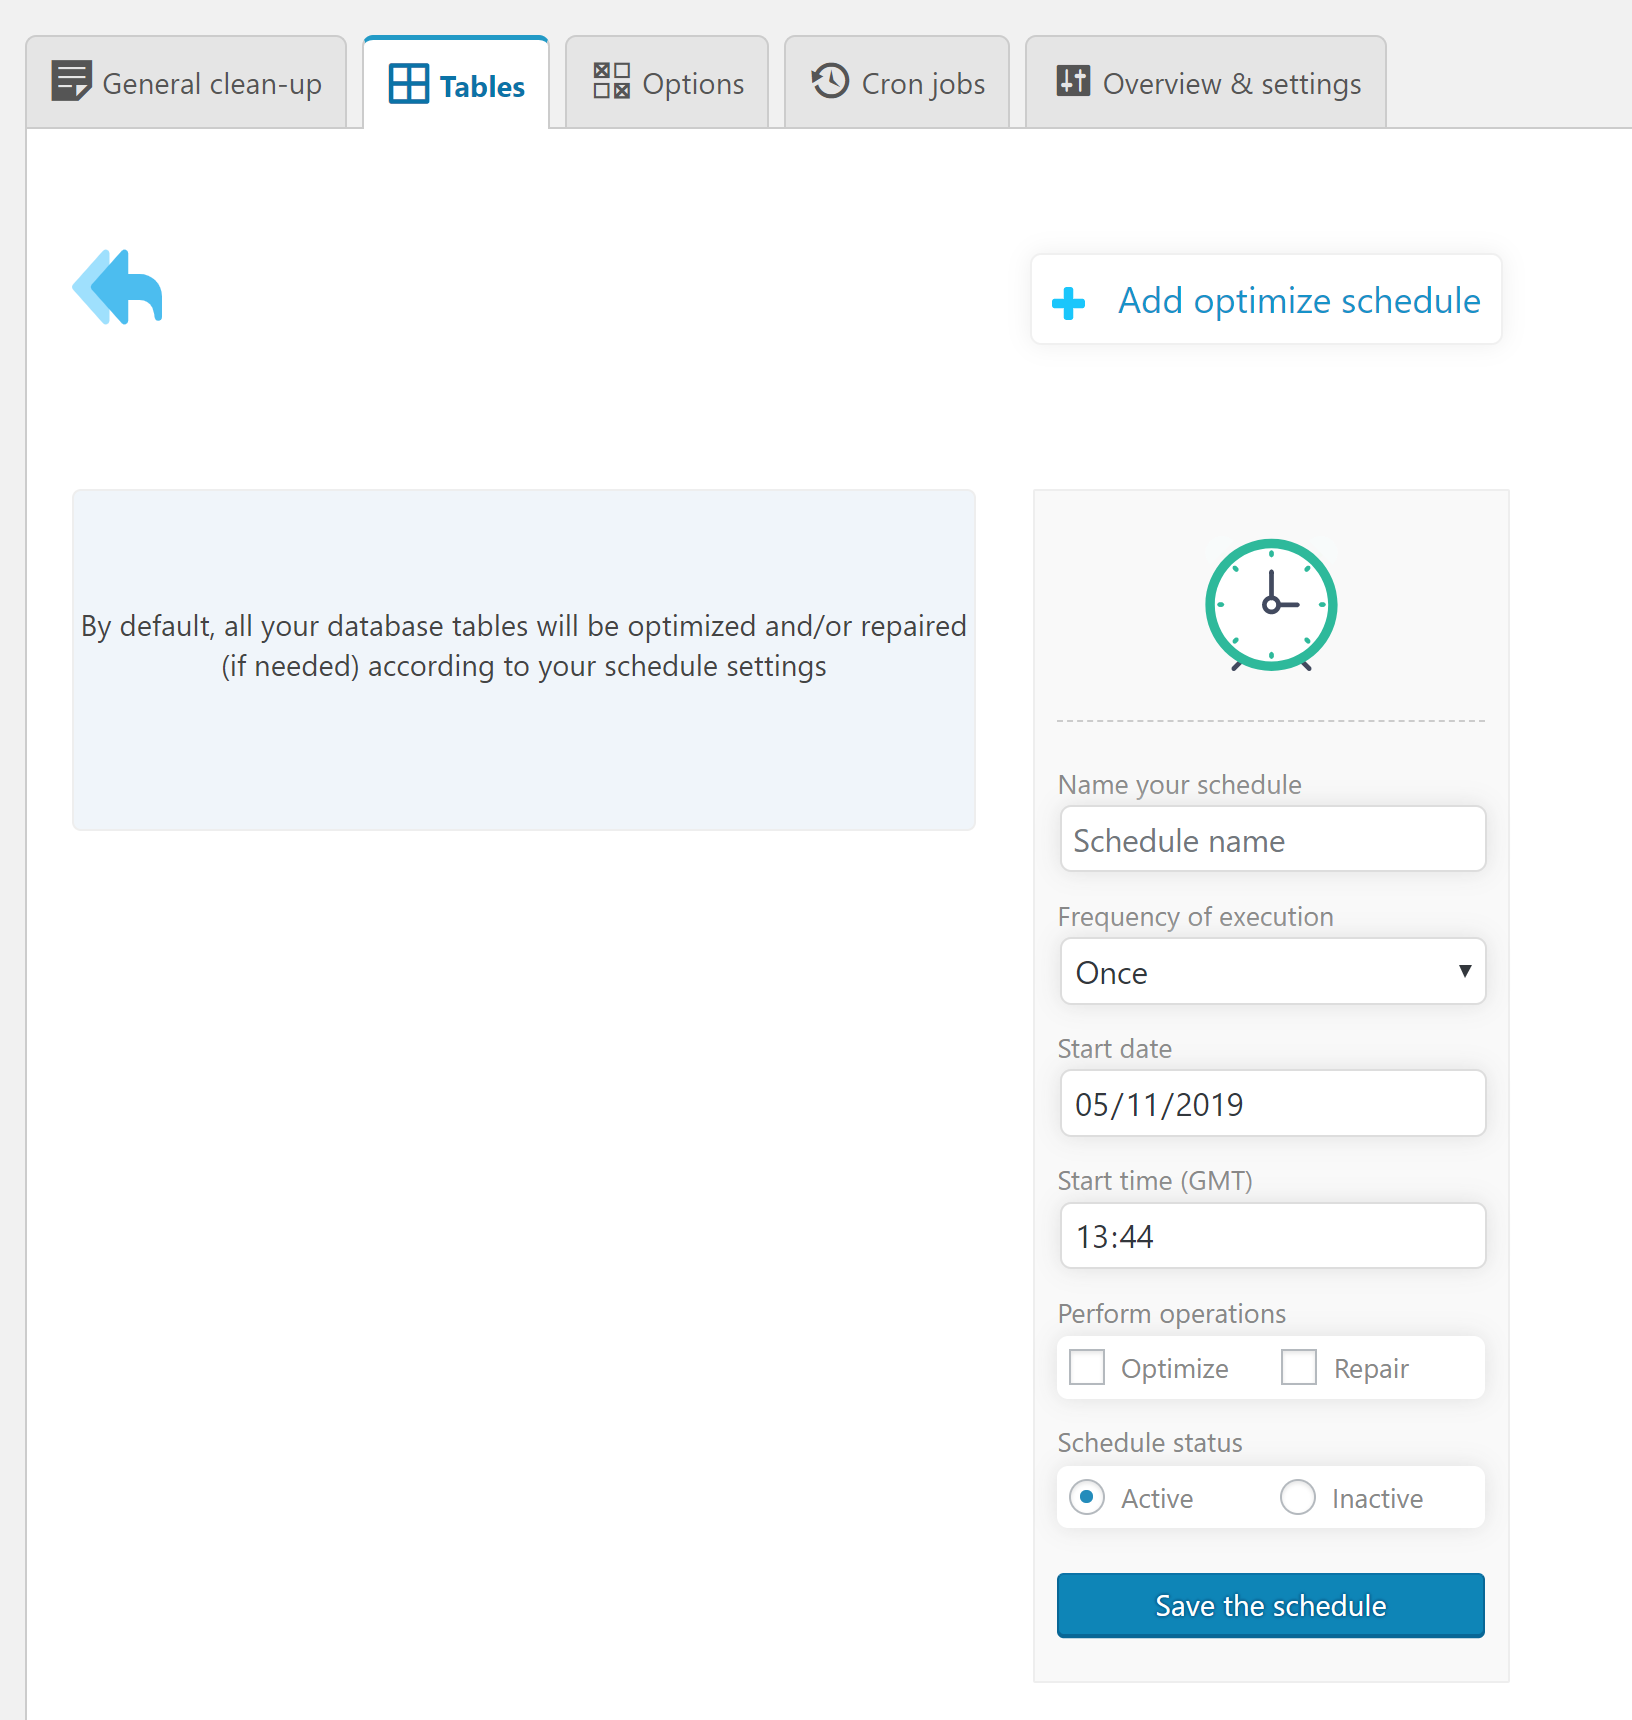 General clean-up
Tables
Options
Cron jobs
Overview & settings
Add optimize schedule
By default, all your database tables will be optimized and/or repaired
(if needed) according to your schedule settings
Name your schedule
Schedule name
Frequency of execution
Once
Start date
05/11/2019
Start time (GMT)
13:44
Perform operations
Optimize
Repair
Schedule status
Active
Inactive
Save the schedule